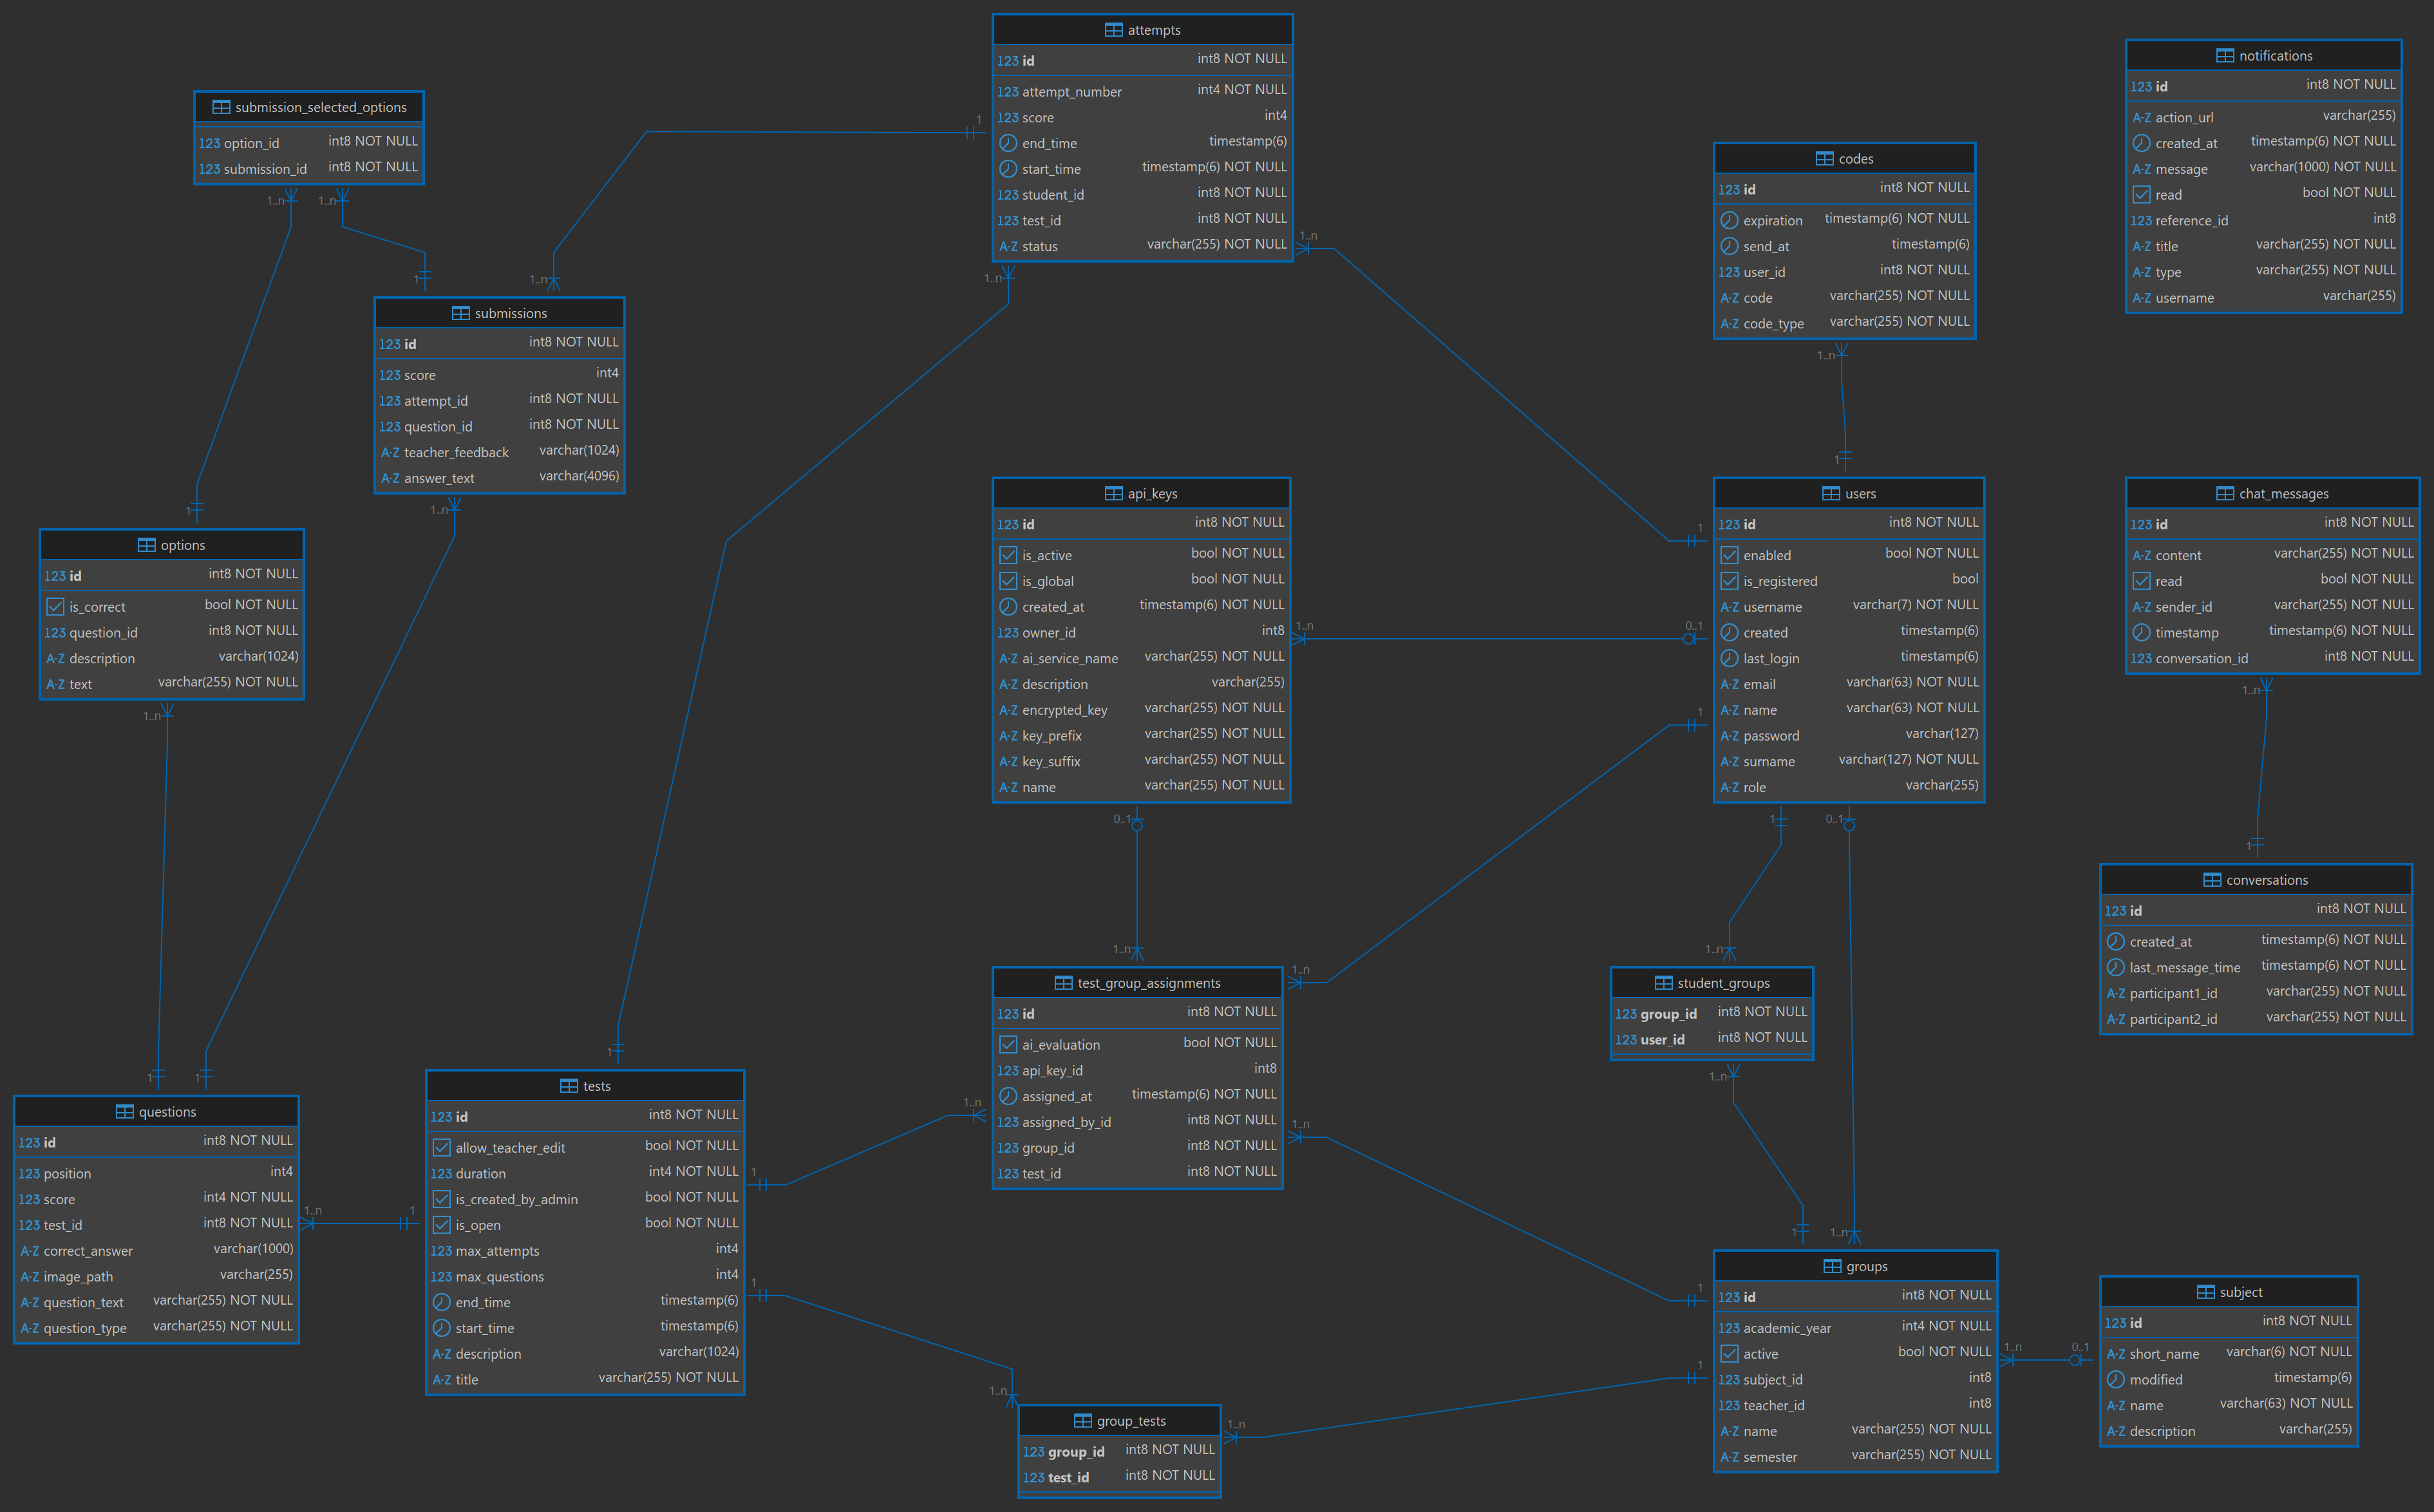 attempts
123 id int8 NOT NULL
123 attempt_number int4 NOT NULL
123 score int4
end_time timestamp(6)
start_time timestamp(6) NOT NULL
123 student_id int8 NOT NULL
123 test_id int8 NOT NULL
A-Z status varchar(255) NOT NULL
notifications
123 id int8 NOT NULL
A-Z action_url varchar(255)
created_at timestamp(6) NOT NULL
A-Z message varchar(1000) NOT NULL
read bool NOT NULL
123 reference_id int8
A-Z title varchar(255) NOT NULL
A-Z type varchar(255) NOT NULL
A-Z username varchar(255)
submission_selected_options
123 option_id int8 NOT NULL
123 submission_id int8 NOT NULL
1
1..n
1..n
1
1..n
1..n
1..n
codes
123 id int8 NOT NULL
expiration timestamp(6) NOT NULL
send_at timestamp(6)
123 user_id int8 NOT NULL
A-Z code varchar(255) NOT NULL
A-Z code_type varchar(255) NOT NULL
1..n
1
submissions
123 id int8 NOT NULL
123 score int4
123 attempt_id int8 NOT NULL
123 question_id int8 NOT NULL
A-Z teacher_feedback varchar(1024)
A-Z answer_text varchar(4096)
1..n
1
options
123 id int8 NOT NULL
is_correct bool NOT NULL
123 question_id int8 NOT NULL
A-Z description varchar(1024)
A-Z text varchar(255) NOT NULL
1..n
api_keys
123 id int8 NOT NULL
is_active bool NOT NULL
is_global bool NOT NULL
created_at timestamp(6) NOT NULL
123 owner_id int8
A-Z ai_service_name varchar(255) NOT NULL
A-Z description varchar(255)
A-Z encrypted_key varchar(255) NOT NULL
A-Z key_prefix varchar(255) NOT NULL
A-Z key_suffix varchar(255) NOT NULL
A-Z name varchar(255) NOT NULL
1..n
0..1
1
1
0..1
1..n
users
123 id int8 NOT NULL
enabled bool NOT NULL
is_registered bool
A-Z username varchar(7) NOT NULL
created timestamp(6)
last_login timestamp(6)
A-Z email varchar(63) NOT NULL
A-Z name varchar(63) NOT NULL
A-Z password varchar(127)
A-Z surname varchar(127) NOT NULL
A-Z role varchar(255)
1
0..1
chat_messages
123 id int8 NOT NULL
A-Z content varchar(255) NOT NULL
read bool NOT NULL
A-Z sender_id varchar(255) NOT NULL
timestamp timestamp(6) NOT NULL
123 conversation_id int8 NOT NULL
1..n
1
conversations
123 id int8 NOT NULL
created_at timestamp(6) NOT NULL
last_message_time timestamp(6) NOT NULL
A-Z participant1_id varchar(255) NOT NULL
A-Z participant2_id varchar(255) NOT NULL
test_group_assignments
123 id int8 NOT NULL
ai_evaluation bool NOT NULL
123 api_key_id int8
assigned_at timestamp(6) NOT NULL
123 assigned_by_id int8 NOT NULL
123 group_id int8 NOT NULL
123 test_id int8 NOT NULL
1..n
1..n
1..n
1..n
student_groups
123 group_id int8 NOT NULL
123 user_id int8 NOT NULL
1..n
1
1..n
1
1
1
questions
123 id int8 NOT NULL
123 position int4
123 score int4 NOT NULL
123 test_id int8 NOT NULL
A-Z correct_answer varchar(1000)
A-Z image_path varchar(255)
A-Z question_text varchar(255) NOT NULL
A-Z question_type varchar(255) NOT NULL
1..n
1
tests
123 id int8 NOT NULL
allow_teacher_edit bool NOT NULL
123 duration int4 NOT NULL
is_created_by_admin bool NOT NULL
is_open bool NOT NULL
123 max_attempts int4
123 max_questions int4
end_time timestamp(6)
start_time timestamp(6)
A-Z description varchar(1024)
A-Z title varchar(255) NOT NULL
1
1
1..n
group_tests
123 group_id int8 NOT NULL
123 test_id int8 NOT NULL
1..n
1
1
groups
123 id int8 NOT NULL
123 academic_year int4 NOT NULL
active bool NOT NULL
123 subject_id int8
123 teacher_id int8
A-Z name varchar(255) NOT NULL
A-Z semester varchar(255) NOT NULL
1..n
0..1
subject
123 id int8 NOT NULL
A-Z short_name varchar(6) NOT NULL
modified timestamp(6)
A-Z name varchar(63) NOT NULL
A-Z description varchar(255)